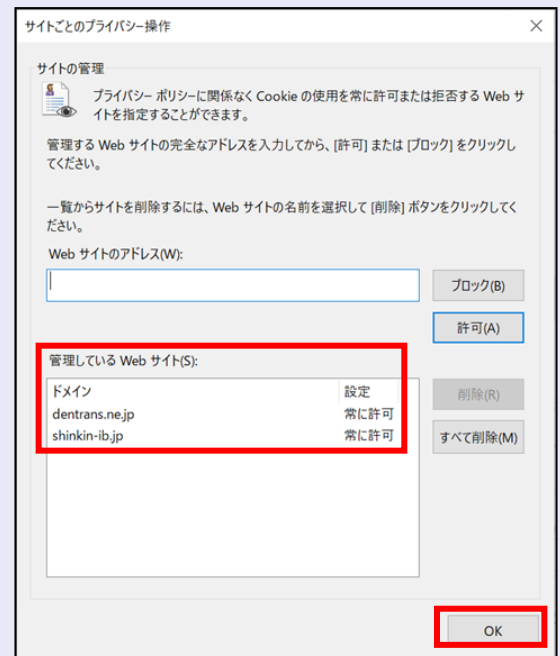 サイトごとのプライバシー操作
サイトの管理
プライバシー ポリシーに関係なく Cookie の使用を常に許可または拒否する Web サ
イトを指定することができます。
管理する Web サイトの完全なアドレスを入力してから、[許可] または [ブロック] をクリックし
てください。
一覧からサイトを削除するには、Web サイトの名前を選択して [削除] ボタンをクリックしてく
ださい。
Web サイトのアドレス(W):
ブロック(B)
許可(A)
管理している Web サイト(S):
ドメイン 設定
削除(R)
dentrans.ne.jp 常に許可
shinkin-ib.jp 常に許可
すべて削除(M)
OK